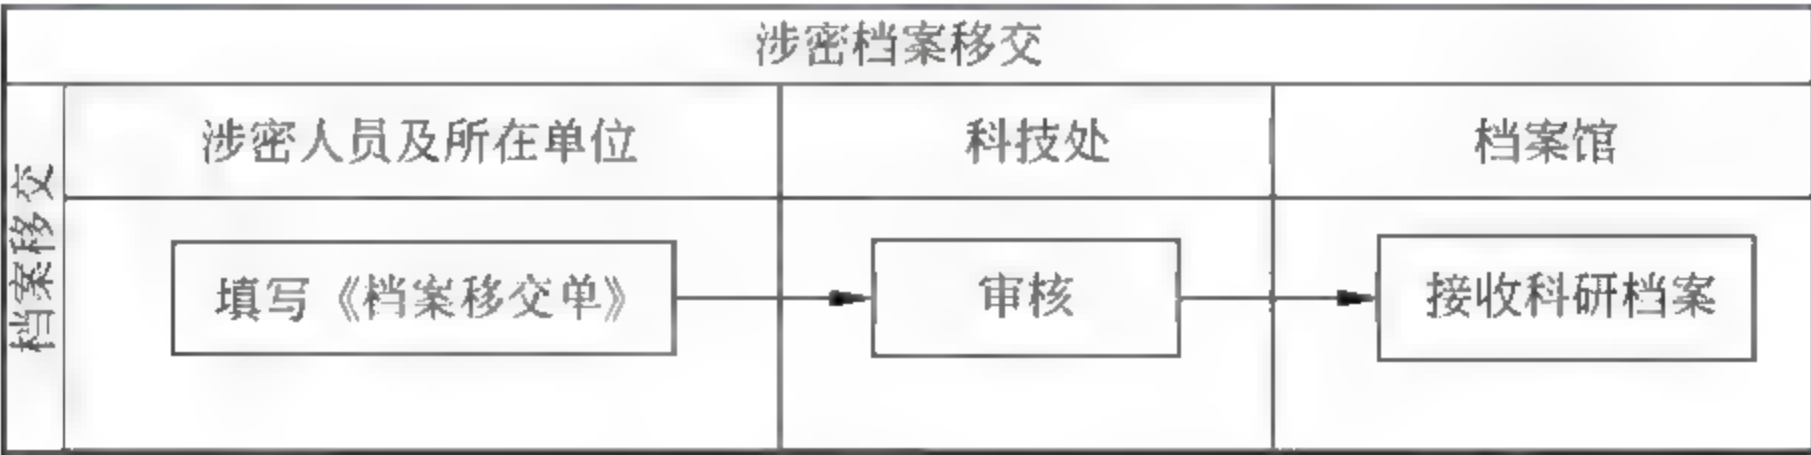 涉密档案移交
涉密人员及所在单位
科技处
档案馆
档案移交
填写《档案移交单》
审核
接收科研档案